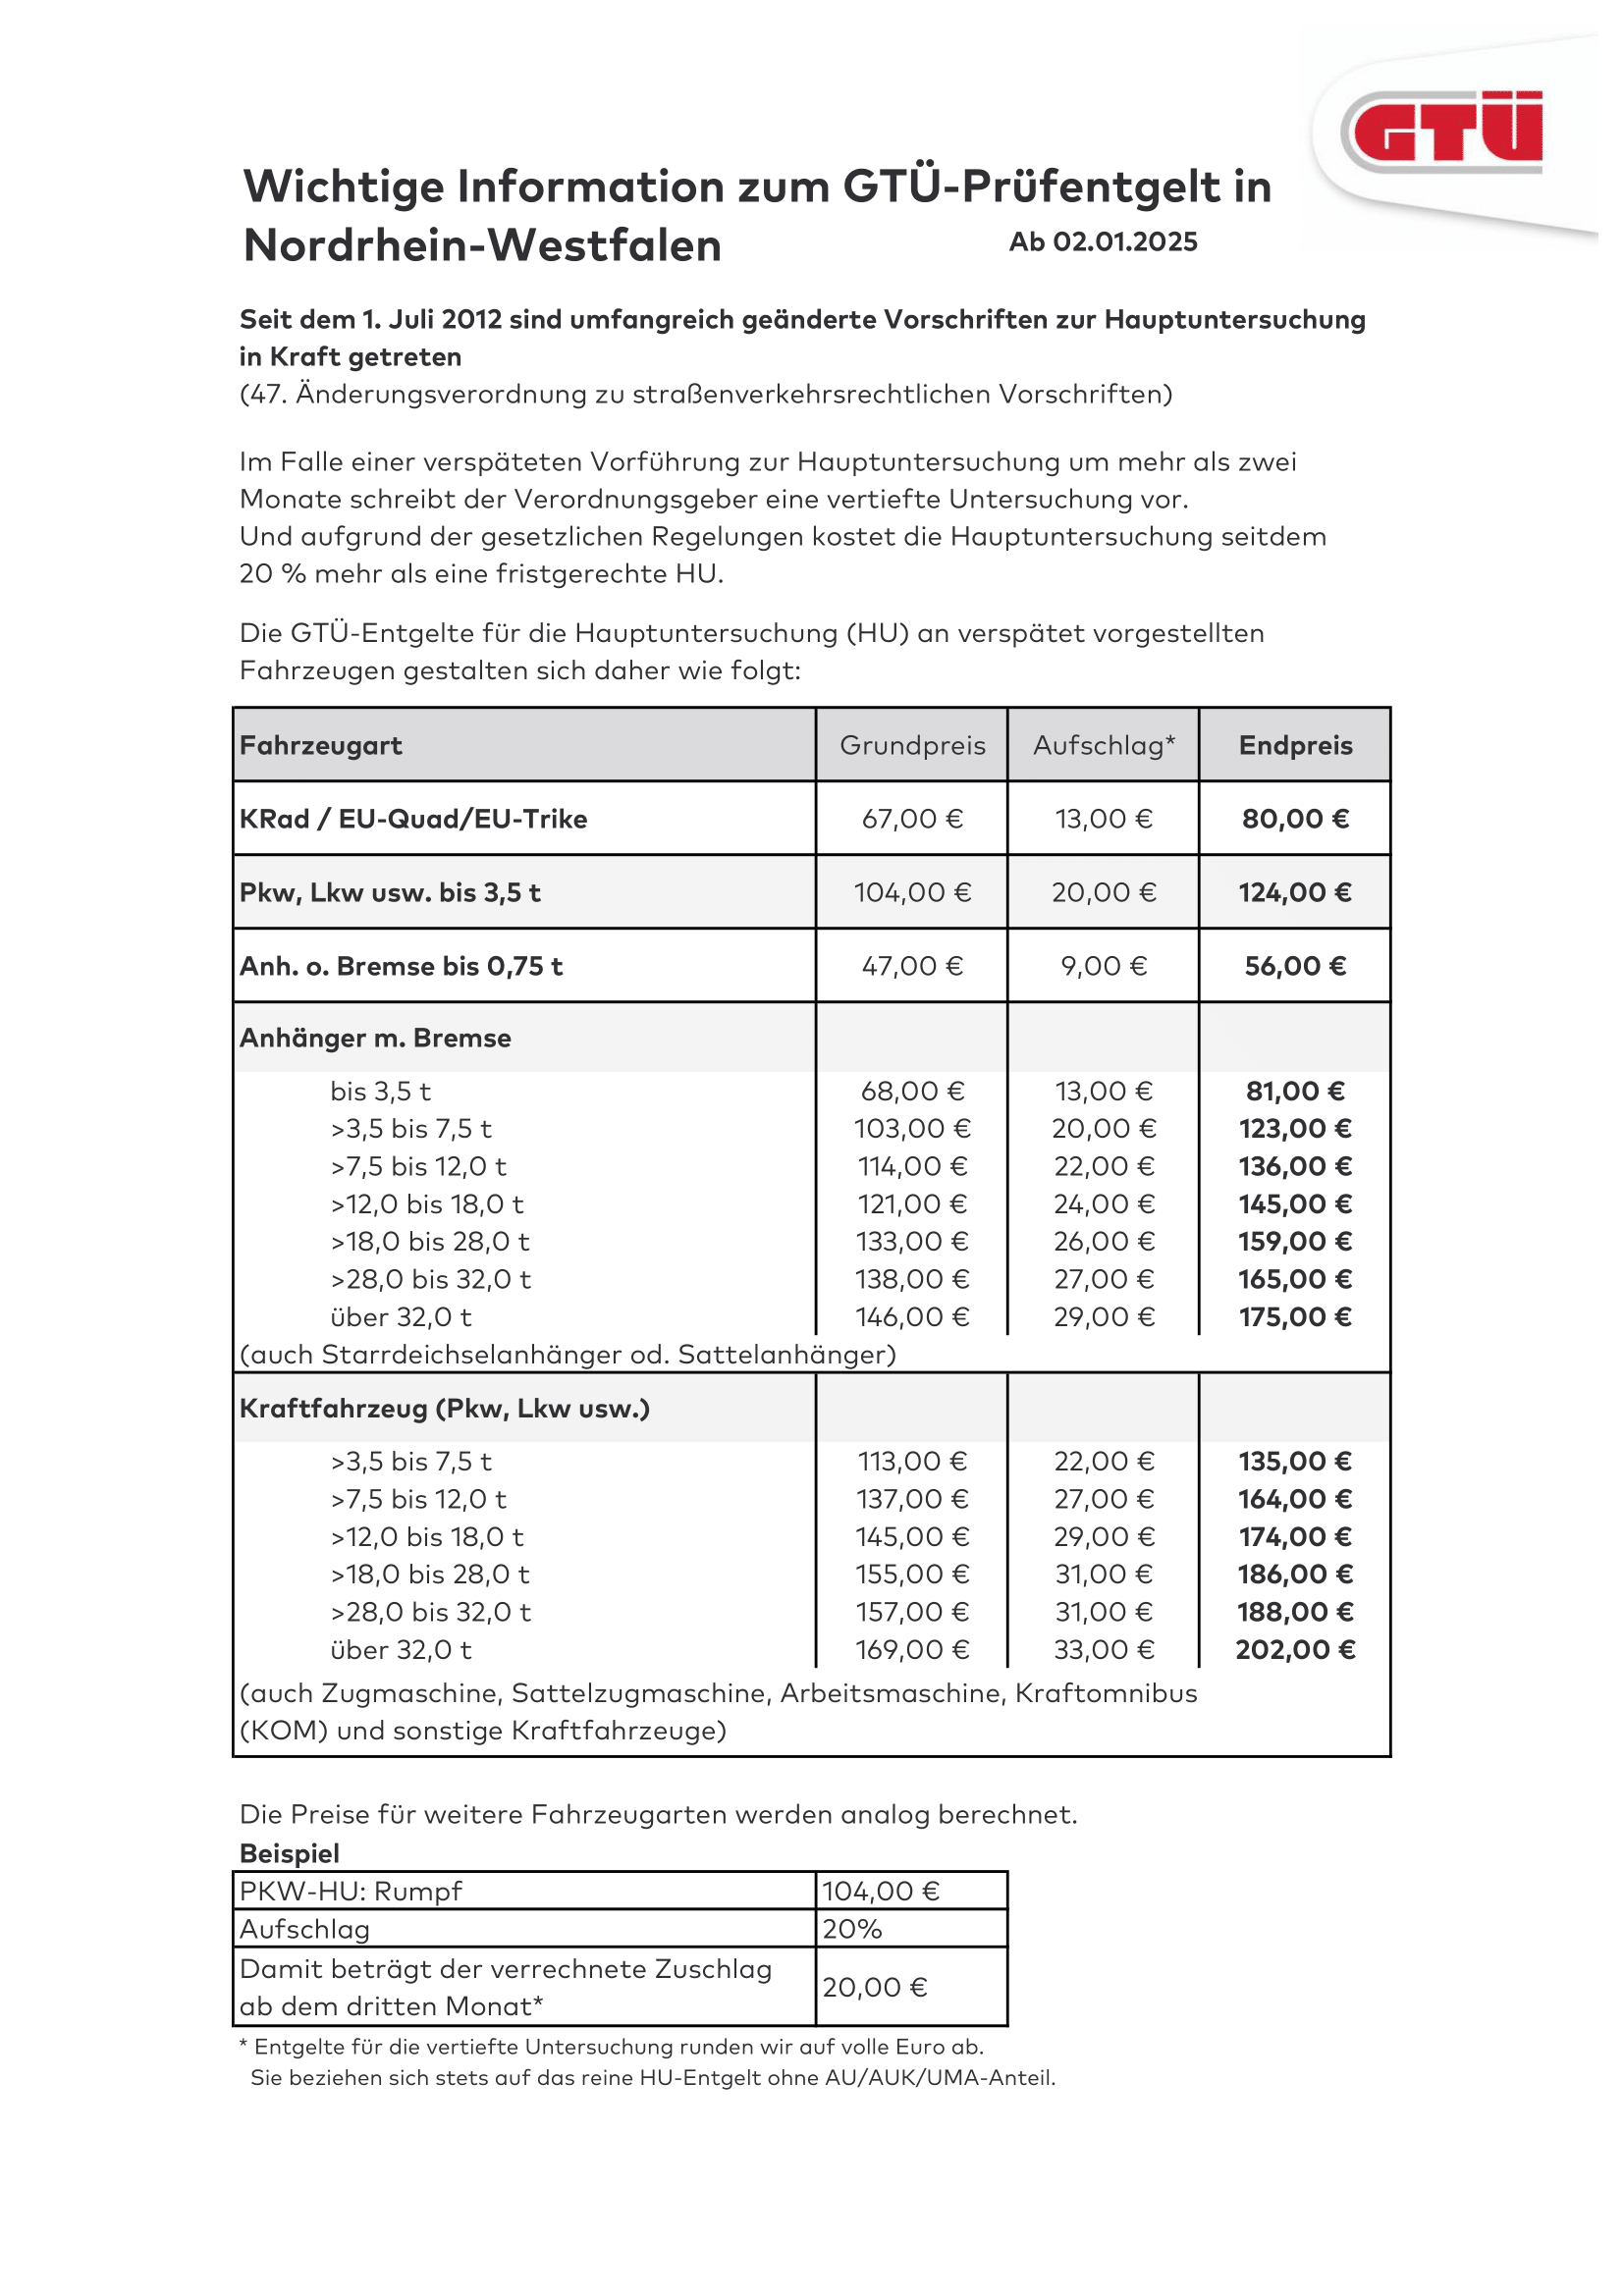 GTÜ
Wichtige Information zum GTÜ-Prüfentgelt in
Nordrhein-Westfalen Ab 02.01.2025
Seit dem 1. Juli 2012 sind umfangreich geänderte Vorschriften zur Hauptuntersuchung
in Kraft getreten
(47. Änderungsverordnung zu straßenverkehrsrechtlichen Vorschriften)
Im Falle einer verspäteten Vorführung zur Hauptuntersuchung um mehr als zwei
Monate schreibt der Verordnungsgeber eine vertiefte Untersuchung vor.
Und aufgrund der gesetzlichen Regelungen kostet die Hauptuntersuchung seitdem
20 % mehr als eine fristgerechte HU.
Die GTÜ-Entgelte für die Hauptuntersuchung (HU) an verspätet vorgestellten
Fahrzeugen gestalten sich daher wie folgt:
Fahrzeugart Grundpreis Aufschlag* Endpreis
KRad / EU-Quad/EU-Trike 67,00 € 13,00 € 80,00 €
Pkw, Lkw usw. bis 3,5 t 104,00 € 20,00 € 124,00 €
Anh. o. Bremse bis 0,75 t 47,00 € 9,00 € 56,00 €
Anhänger m. Bremse
bis 3,5 t 68,00 € 13,00 € 81,00 €
>3,5 bis 7,5 t 103,00 € 20,00 € 123,00 €
>7,5 bis 12,0 t 114,00 € 22,00 € 136,00 €
>12,0 bis 18,0 t 121,00 € 24,00 € 145,00 €
>18,0 bis 28,0 t 133,00 € 26,00 € 159,00 €
>28,0 bis 32,0 t 138,00 € 27,00 € 165,00 €
über 32,0 t 146,00 € 29,00 € 175,00 €
(auch Starrdeichselanhänger od. Sattelanhänger)
Kraftfahrzeug (Pkw, Lkw usw.)
>3,5 bis 7,5 t 113,00 € 22,00 € 135,00 €
>7,5 bis 12,0 t 137,00 € 27,00 € 164,00 €
>12,0 bis 18,0 t 145,00 € 29,00 € 174,00 €
>18,0 bis 28,0 t 155,00 € 31,00 € 186,00 €
>28,0 bis 32,0 t 157,00 € 31,00 € 188,00 €
über 32,0 t 169,00 € 33,00 € 202,00 €
(auch Zugmaschine, Sattelzugmaschine, Arbeitsmaschine, Kraftomnibus
(KOM) und sonstige Kraftfahrzeuge)
Die Preise für weitere Fahrzeugarten werden analog berechnet.
Beispiel
PKW-HU: Rumpf 104,00 €
Aufschlag 20%
Damit beträgt der verrechnete Zuschlag
ab dem dritten Monat* 20,00 €
* Entgelte für die vertiefte Untersuchung runden wir auf volle Euro ab.
Sie beziehen sich stets auf das reine HU-Entgelt ohne AU/AUK/UMA-Anteil.